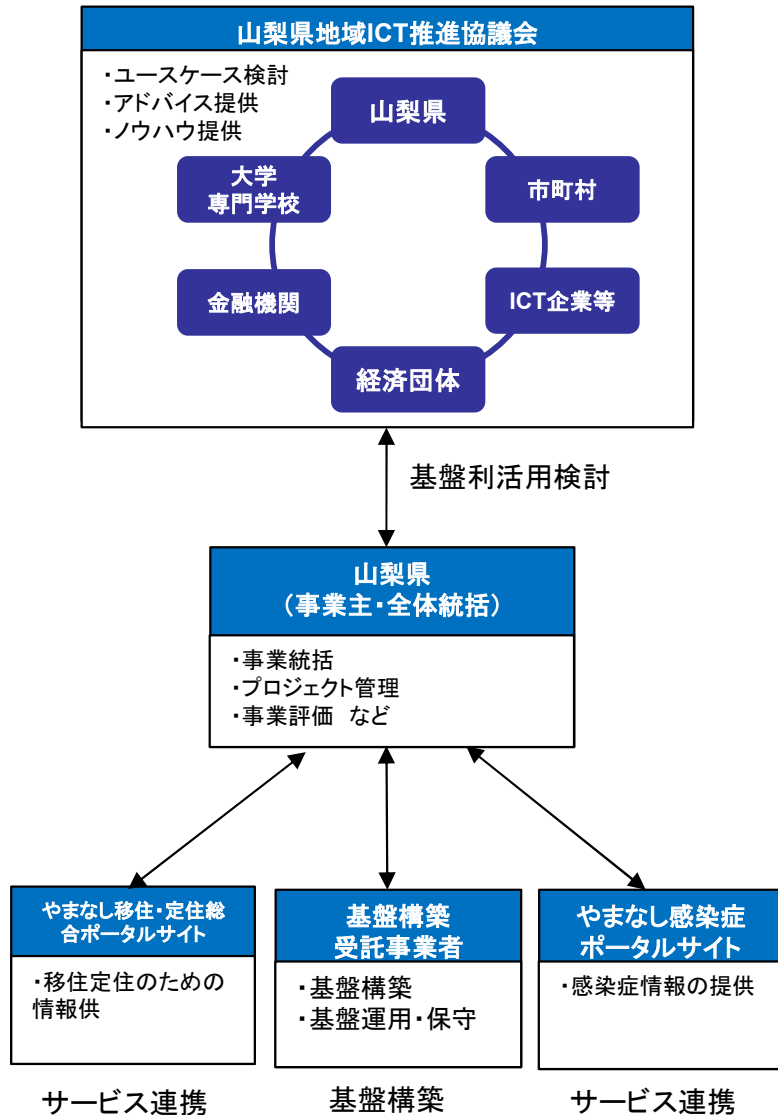 山梨県地域ICT推進協議会
・ユースケース検討
・アドバイス提供
・ノウハウ提供
山梨県
大学
専門学校
市町村
金融機関
ICT企業等
経済団体
基盤利活用検討
山梨県
（事業主・全体統括）
・事業統括
・プロジェクト管理
・事業評価 など
やまなし移住・定住総
合ポータルサイト
・移住定住のための
情報供
基盤構築
受託事業者
・基盤構築
・基盤運用・保守
やまなし感染症
ポータルサイト
・感染症情報の提供
サービス連携
基盤構築
サービス連携